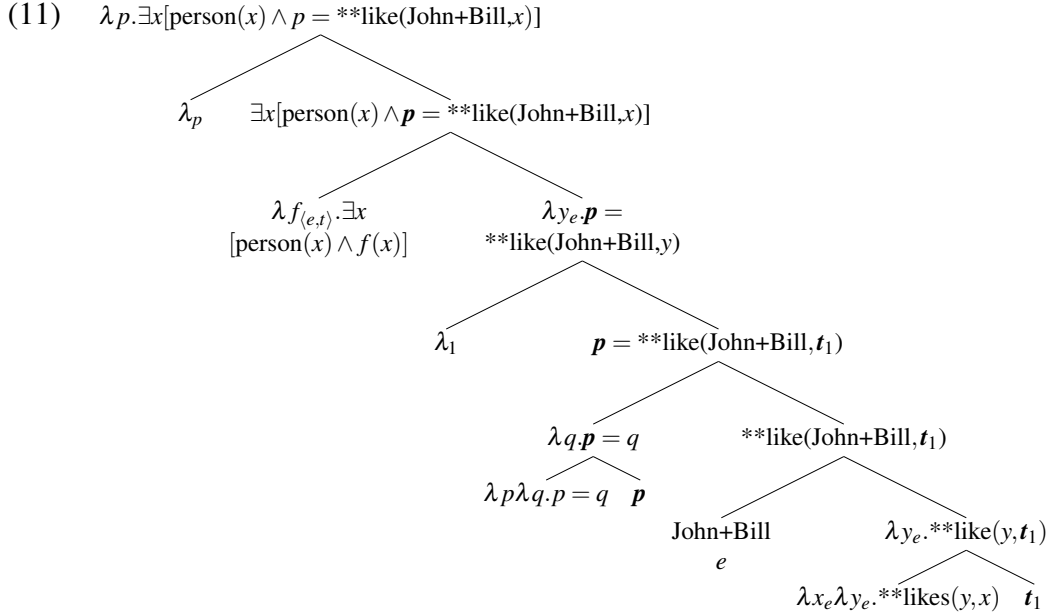 (11) λp.∃x[person(x) ∧ p = **like(John+Bill,x)]
λp ∃x[person(x) ∧ p = **like(John+Bill,x)]
λf⟨e,t⟩.∃x λyₑ.p =
[person(x) ∧ f(x)] **like(John+Bill,y)
λ₁ p = **like(John+Bill,t₁)
λq.p = q **like(John+Bill,t₁)
λpλq.p = q p
John+Bill λyₑ.**like(y,t₁)
e
λxₑλyₑ.**likes(y,x) t₁